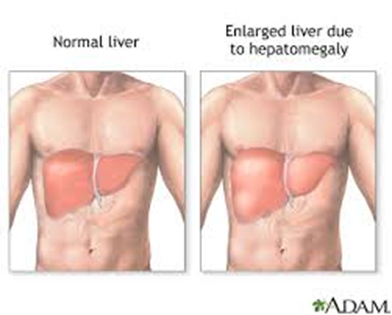 Normal liver
Enlarged liver due
to hepatomegaly
ADAM